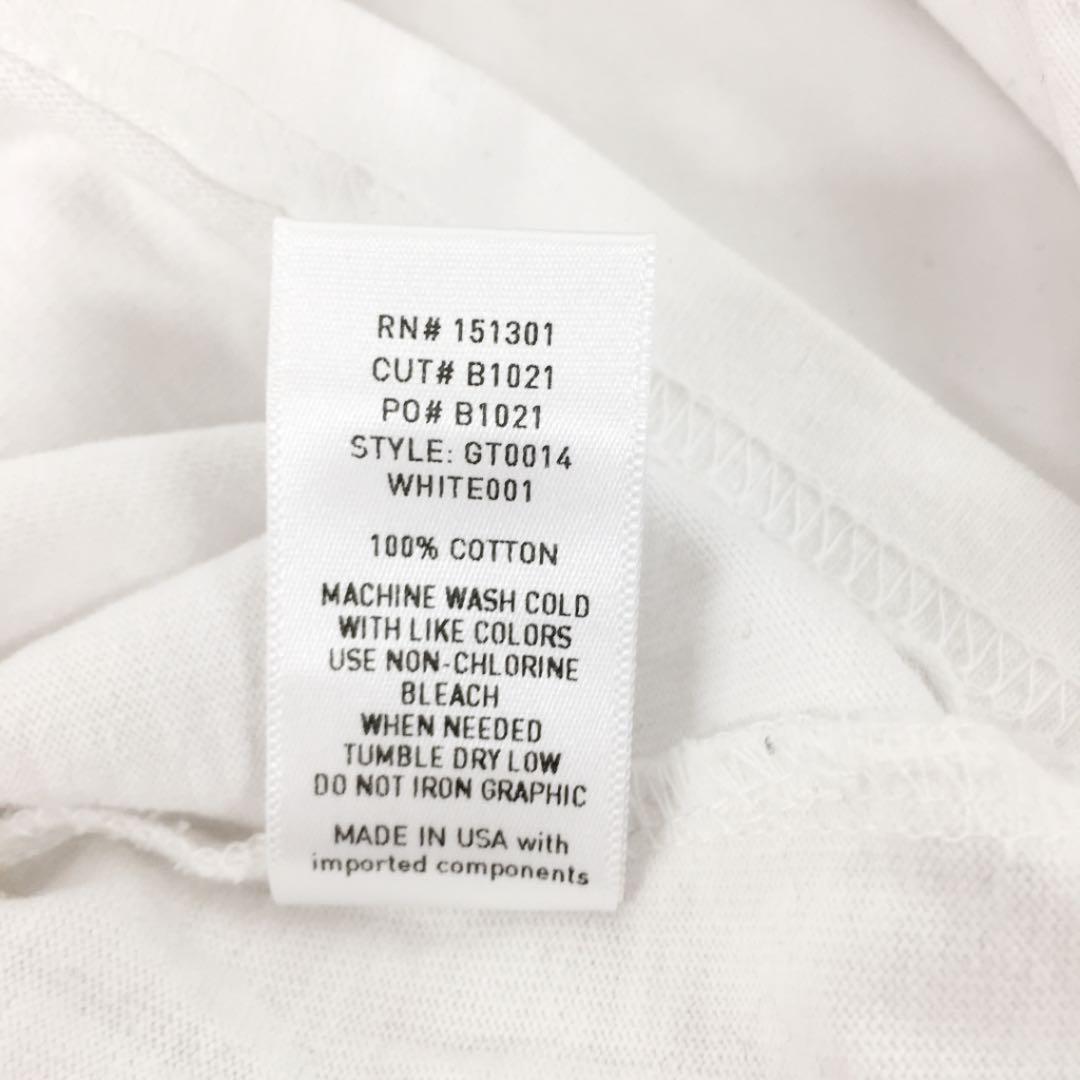 RN# 151301
CUT# B1021
PO# B1021
STYLE: GT0014
WHITE001
100% COTTON
MACHINE WASH COLD
WITH LIKE COLORS
USE NON-CHLORINE
BLEACH
WHEN NEEDED
TUMBLE DRY LOW
DO NOT IRON GRAPHIC
MADE IN USA with
imported components